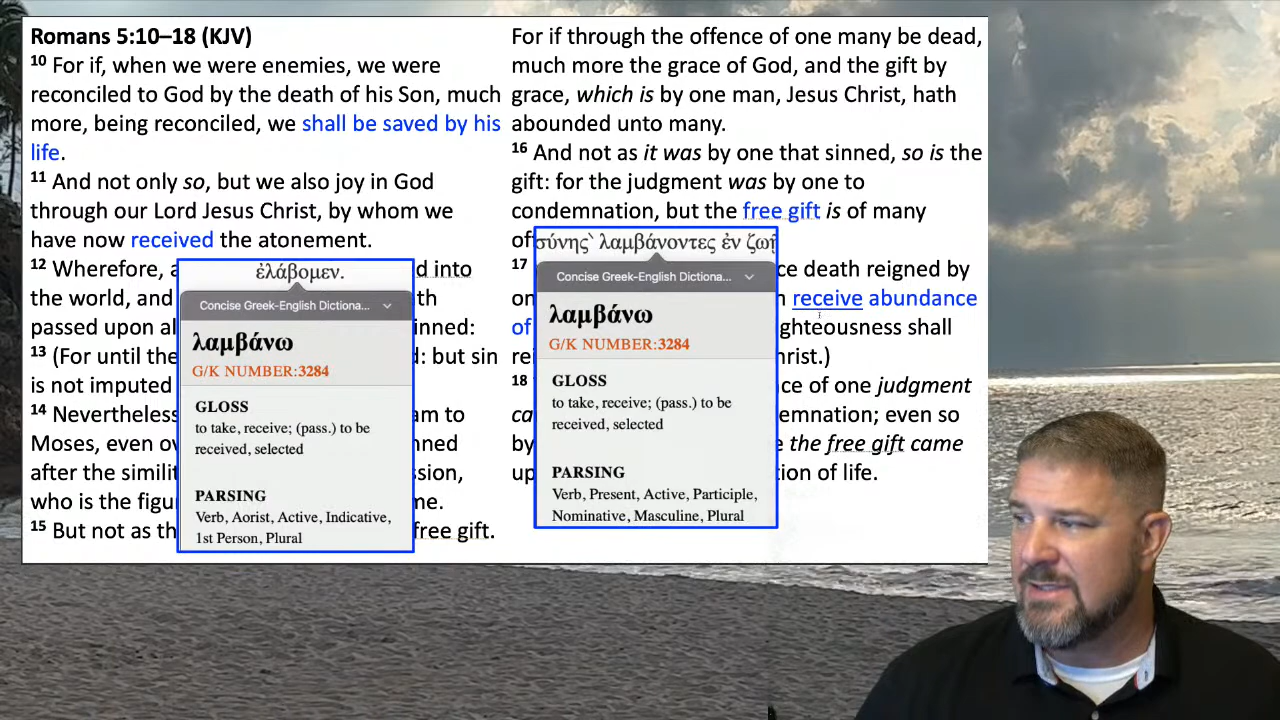 Romans 5:10–18 (KJV)
10 For if, when we were enemies, we were
reconciled to God by the death of his Son, much
more, being reconciled, we shall be saved by his
life.
11 And not only so, but we also joy in God
through our Lord Jesus Christ, by whom we
have now received the atonement.
12 Wherefore, a
d into
the world, and
th
passed upon al
inned:
13 (For until the
: but sin
is not imputed
14 Nevertheless
am to
Moses, even ov
nned
after the simili
ssion,
who is the figu
me.
15 But not as th
free gift.
ἐλάβομεν.
Concise Greek-English Dictiona...
λαμβάνω
G/K NUMBER:3284
GLOSS
to take, receive; (pass.) to be
received, selected
PARSING
Verb, Aorist, Active, Indicative,
1st Person, Plural
For if through the offence of one many be dead,
much more the grace of God, and the gift by
grace, which is by one man, Jesus Christ, hath
abounded unto many.
16 And not as it was by one that sinned, so is the
gift: for the judgment was by one to
condemnation, but the free gift is of many
of
17
ce death reigned by
on
receive abundance
of
ghteousness shall
rei
hrist.)
18
ce of one judgment
ca
demnation; even so
by
the free gift came
up
tion of life.
σύνης` λαμβάνοντες ἐν ζωῇ
Concise Greek-English Dictiona...
λαμβάνω
G/K NUMBER:3284
GLOSS
to take, receive; (pass.) to be
received, selected
PARSING
Verb, Present, Active, Participle,
Nominative, Masculine, Plural